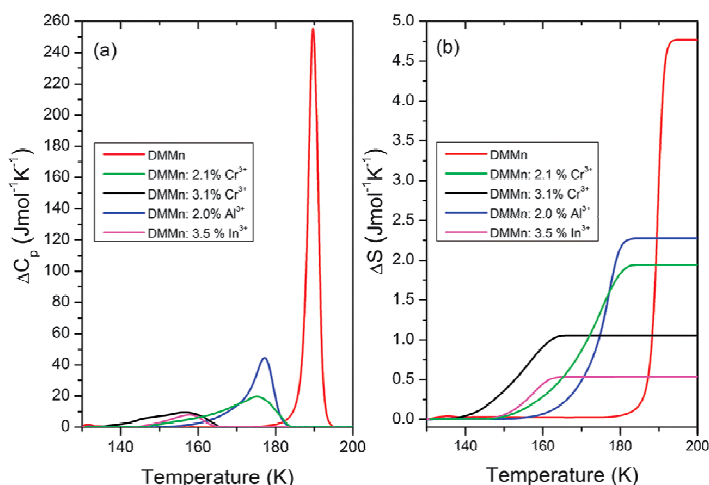 (a)
260
240
220
200
180
160
140
120
100
80
60
40
20
0
ΔCp (Jmol⁻¹K⁻¹)
DMMn
DMMn: 2.1% Cr³⁺
DMMn: 3.1% Cr³⁺
DMMn: 2.0% Al³⁺
DMMn: 3.5 % In³⁺
140 160 180 200
Temperature (K)
(b)
5.0
4.5
4.0
3.5
3.0
2.5
2.0
1.5
1.0
0.5
0.0
ΔS (Jmol⁻¹K⁻¹)
DMMn
DMMn: 2.1 % Cr³⁺
DMMn: 3.1% Cr³⁺
DMMn: 2.0 % Al³⁺
DMMn: 3.5 % In³⁺
140 160 180 200
Temperature (K)